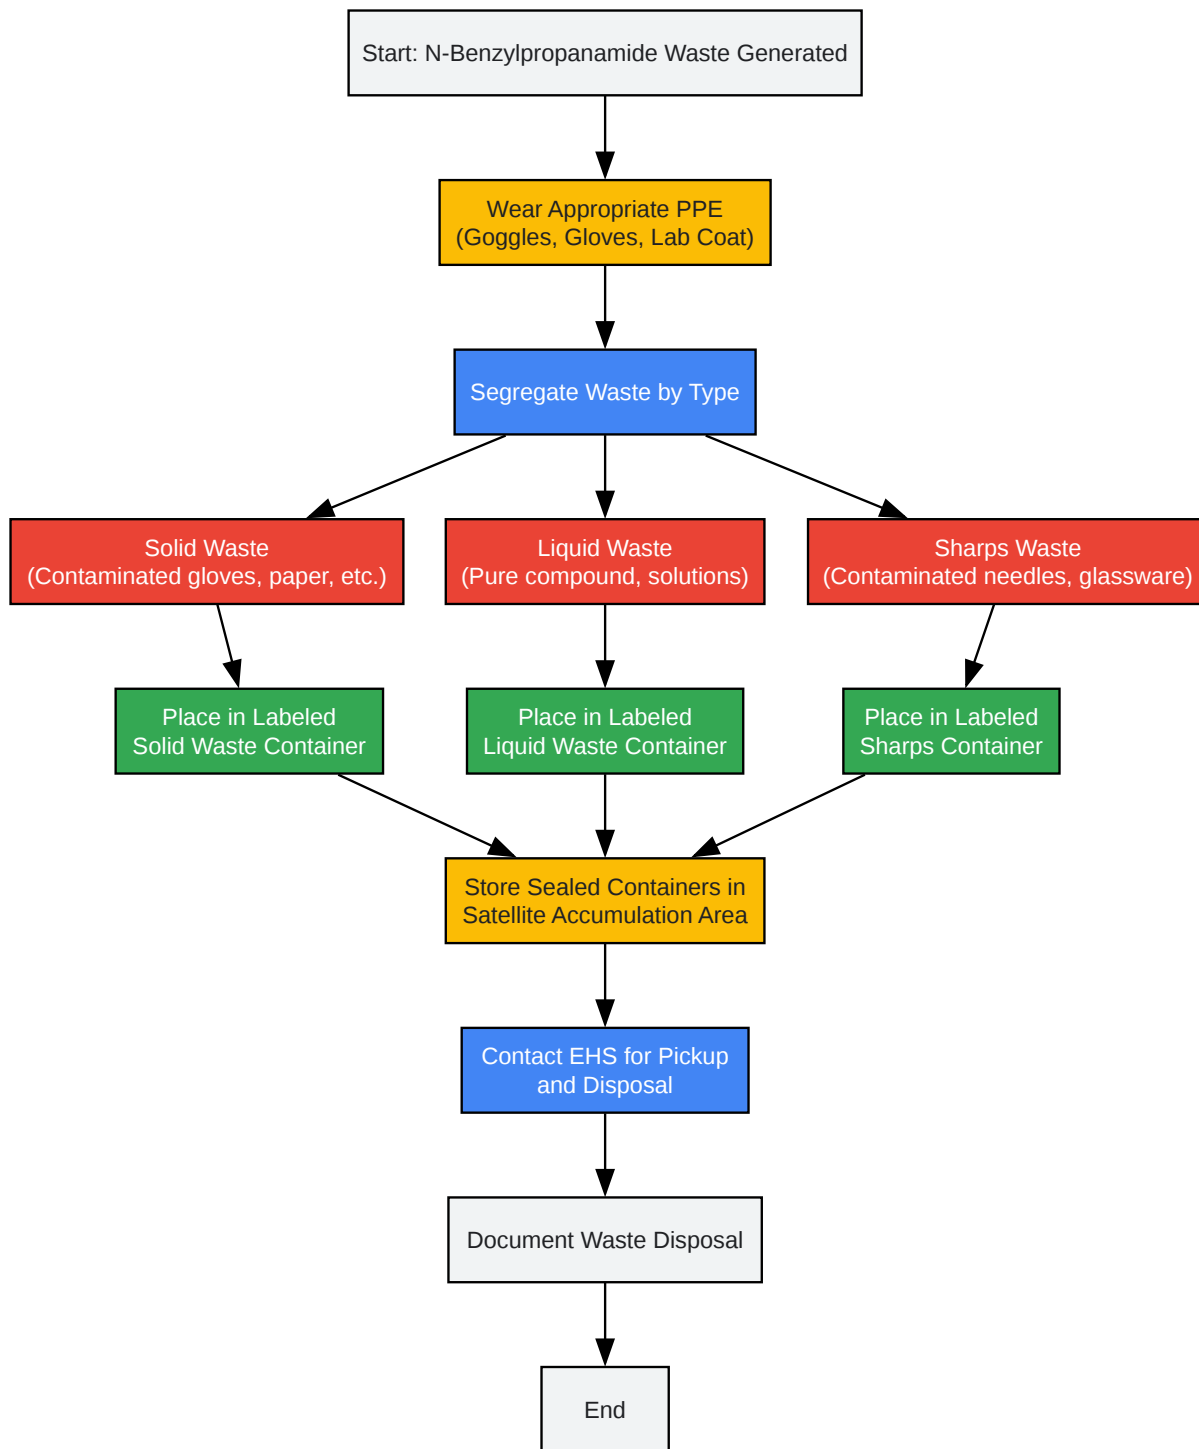 Start: N-Benzylpropanamide Waste Generated
Wear Appropriate PPE
(Goggles, Gloves, Lab Coat)
Segregate Waste by Type
Solid Waste
(Contaminated gloves, paper, etc.)
Liquid Waste
(Pure compound, solutions)
Sharps Waste
(Contaminated needles, glassware)
Place in Labeled
Solid Waste Container
Place in Labeled
Liquid Waste Container
Place in Labeled
Sharps Container
Store Sealed Containers in
Satellite Accumulation Area
Contact EHS for Pickup
and Disposal
Document Waste Disposal
End